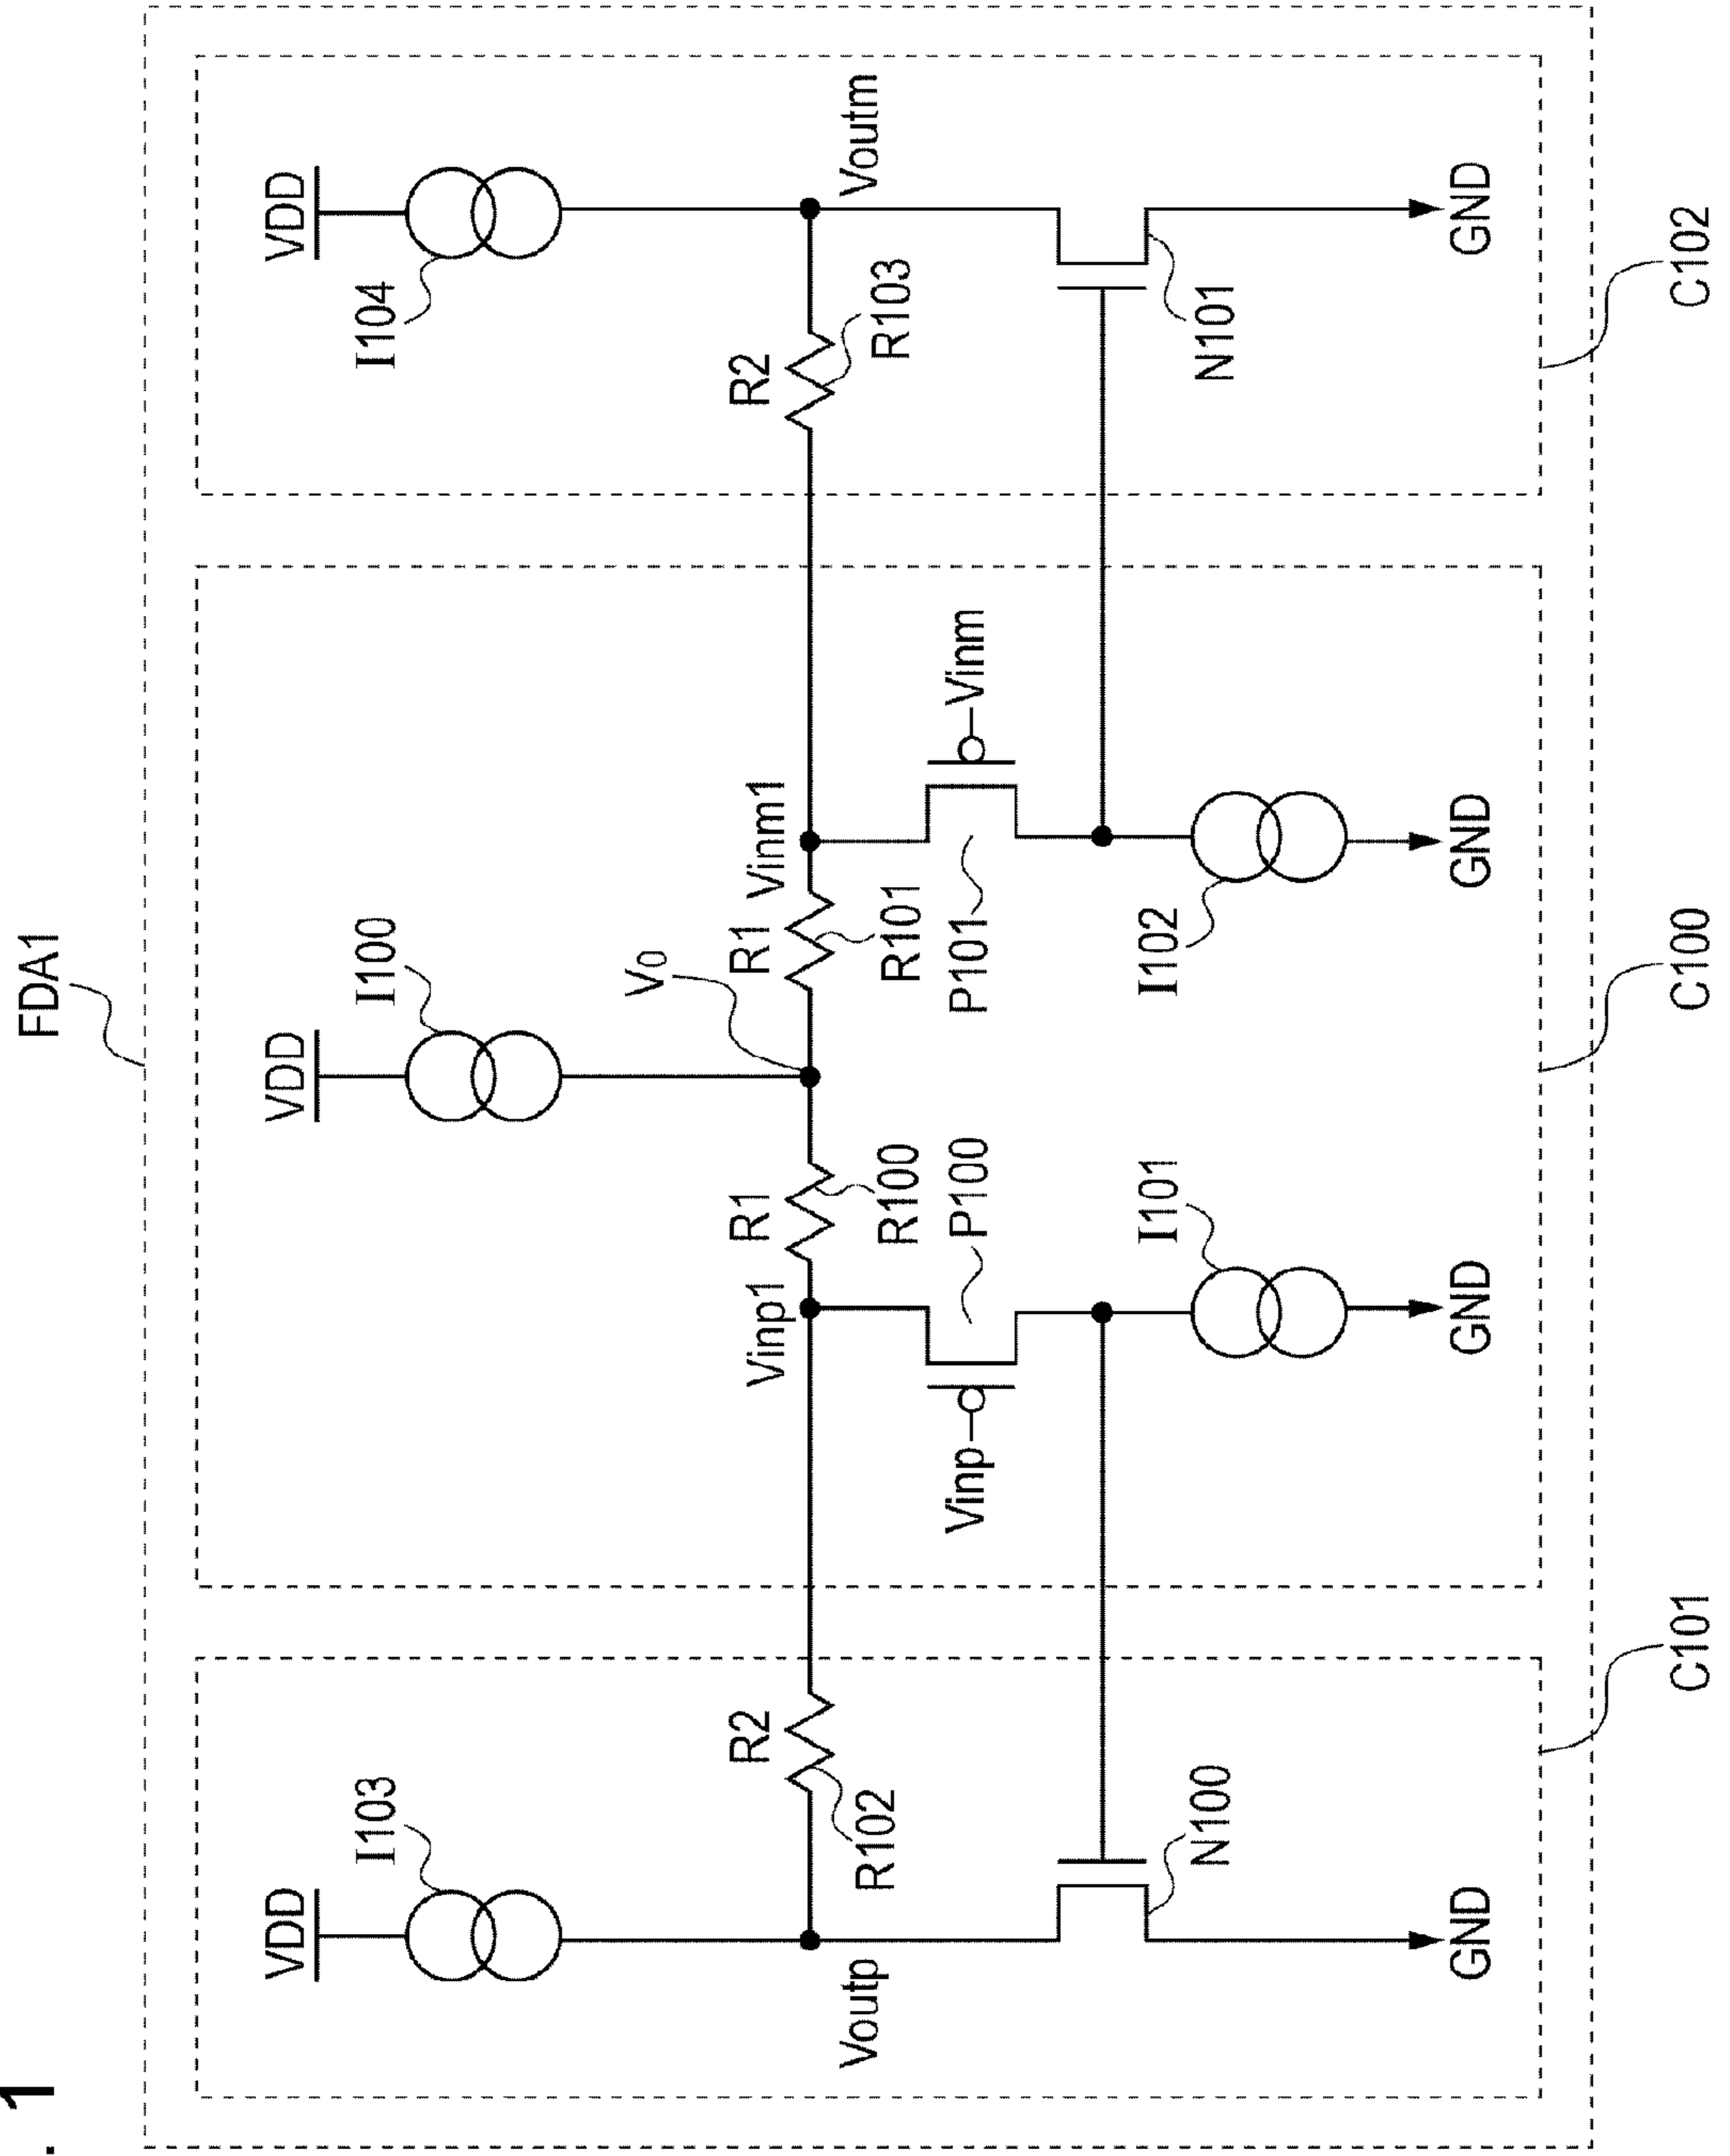 . 1
FDA1
VDD
VDD
VDD
I103
I100
I104
V0
R2
R1
R1
R2
Vinp1
Vinm1
Voutp
R102
R100
R101
R103
Voutm
Vinp
P100
P101
Vinm
N100
I101
I102
N101
GND
GND
GND
GND
C101
C100
C102